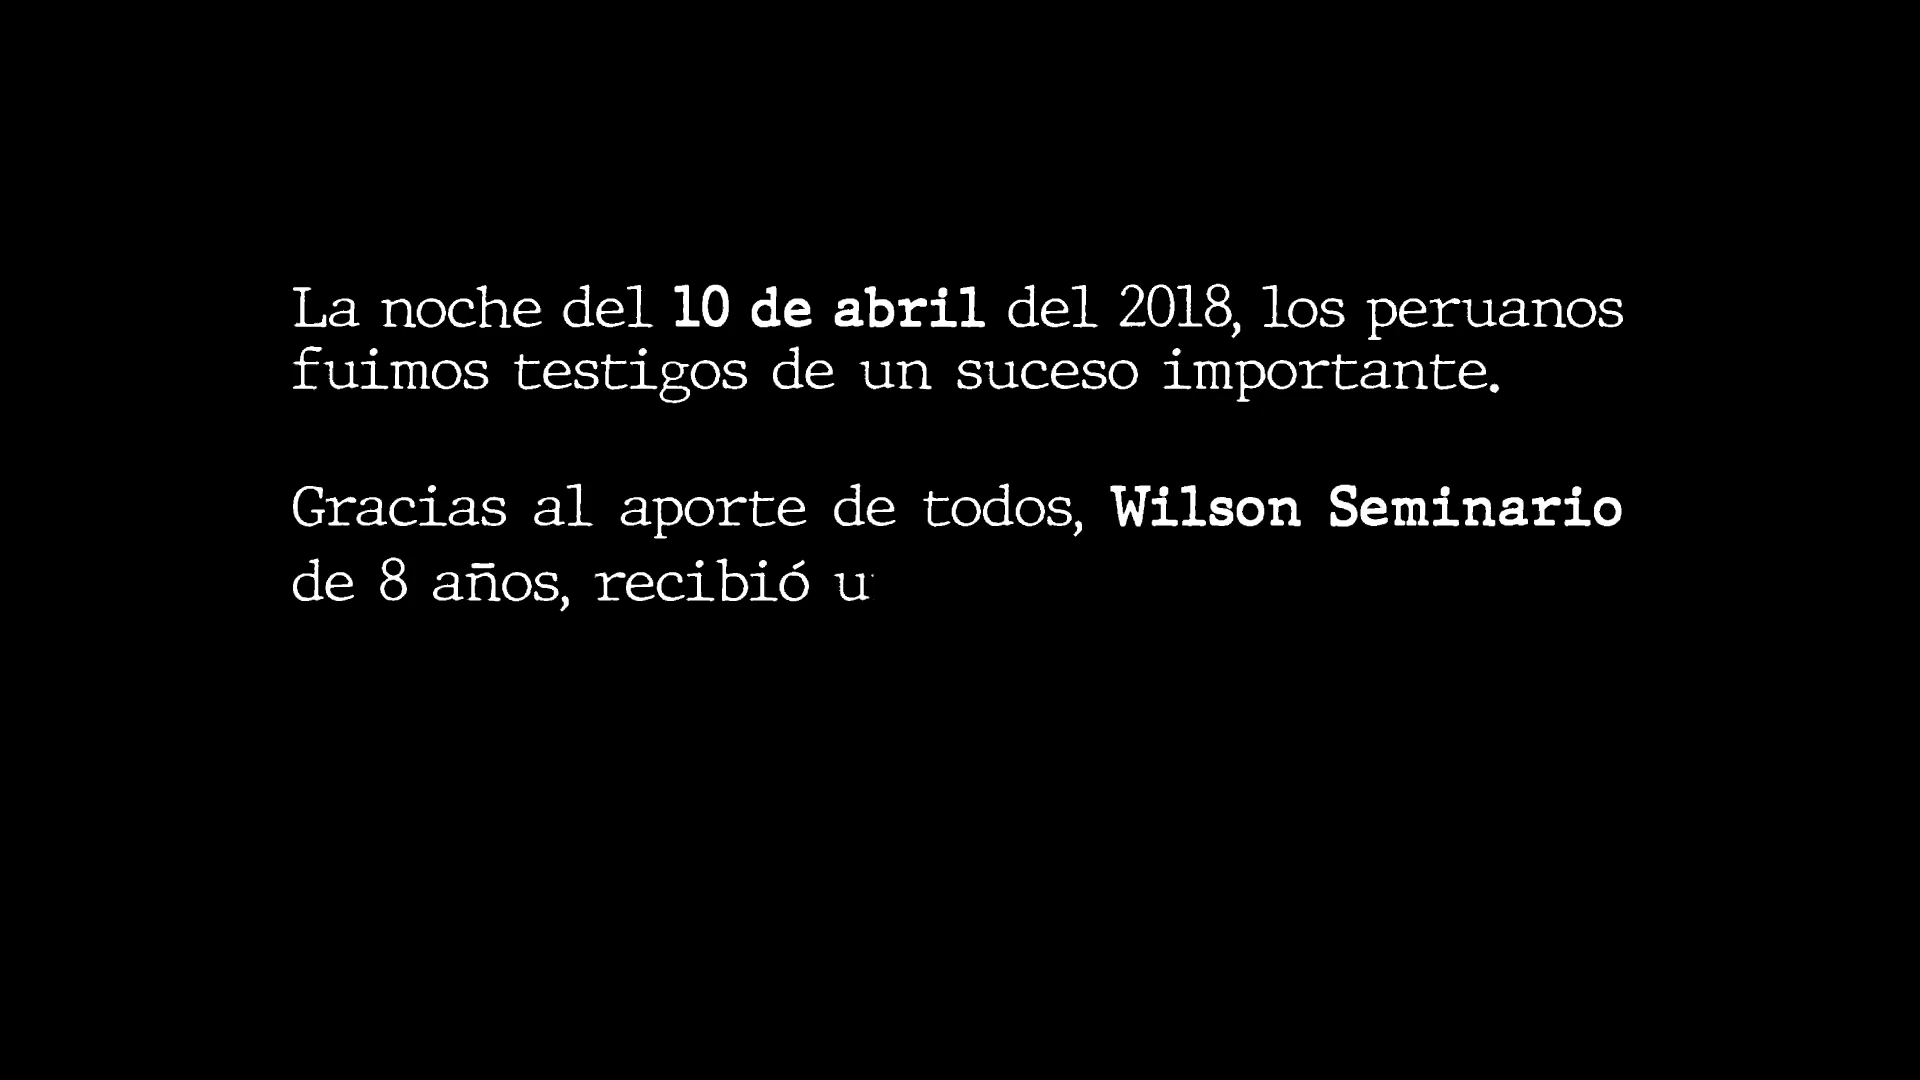 La noche del 10 de abril del 2018, los peruanos
fuimos testigos de un suceso importante.
Gracias al aporte de todos, Wilson Seminario
de 8 años, recibió u